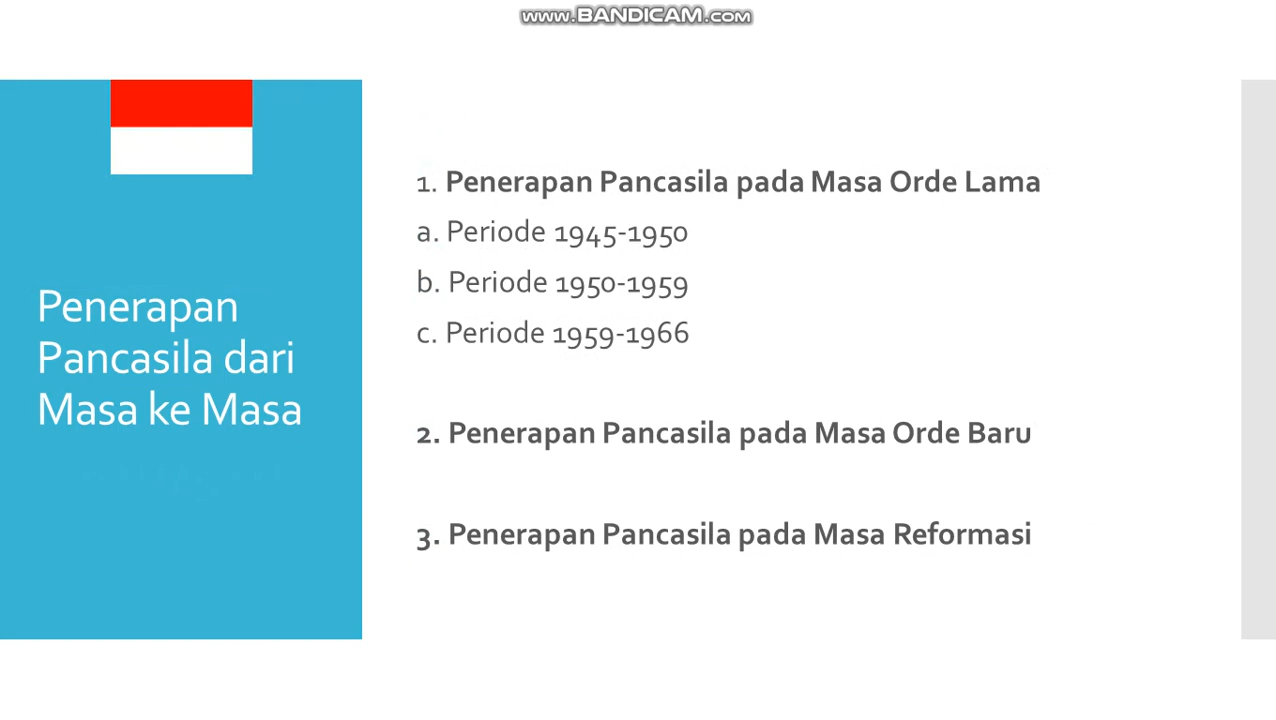 www.BANDICAM.com
Penerapan
Pancasila dari
Masa ke Masa
1. Penerapan Pancasila pada Masa Orde Lama
a. Periode 1945-1950
b. Periode 1950-1959
c. Periode 1959-1966
2. Penerapan Pancasila pada Masa Orde Baru
3. Penerapan Pancasila pada Masa Reformasi